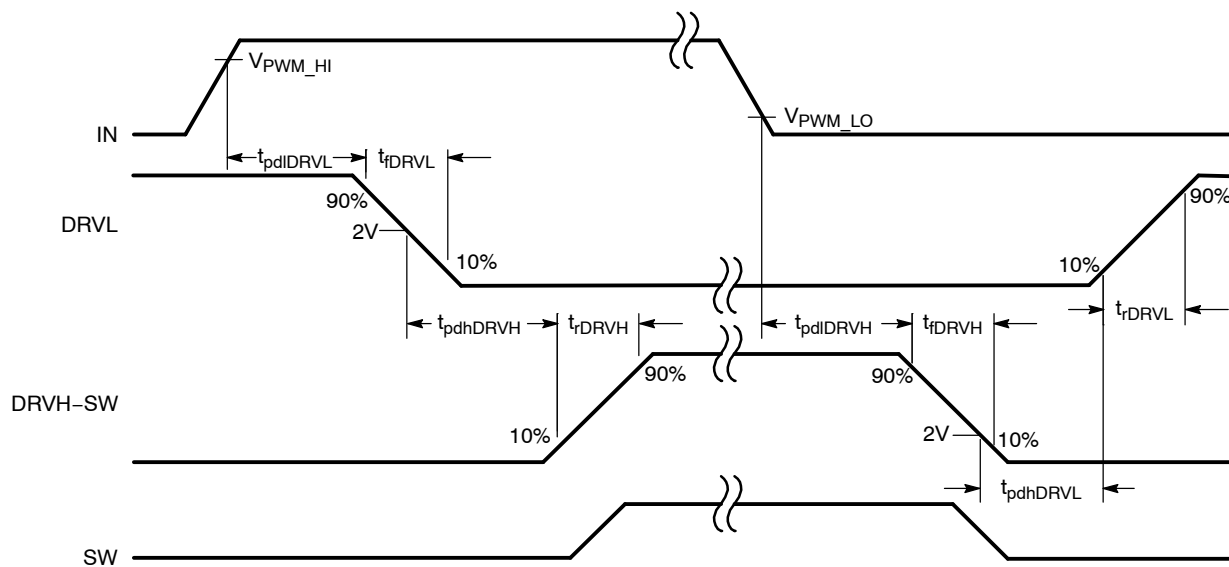 V_PWM_HI
IN
V_PWM_LO
t_pdlDRVL
t_fDRVL
90%
90%
DRVL
2V
10%
10%
t_pdhDRVH
t_rDRVH
t_pdlDRVH
t_fDRVH
t_rDRVL
90%
90%
DRVH−SW
10%
2V
10%
t_pdhDRVL
SW